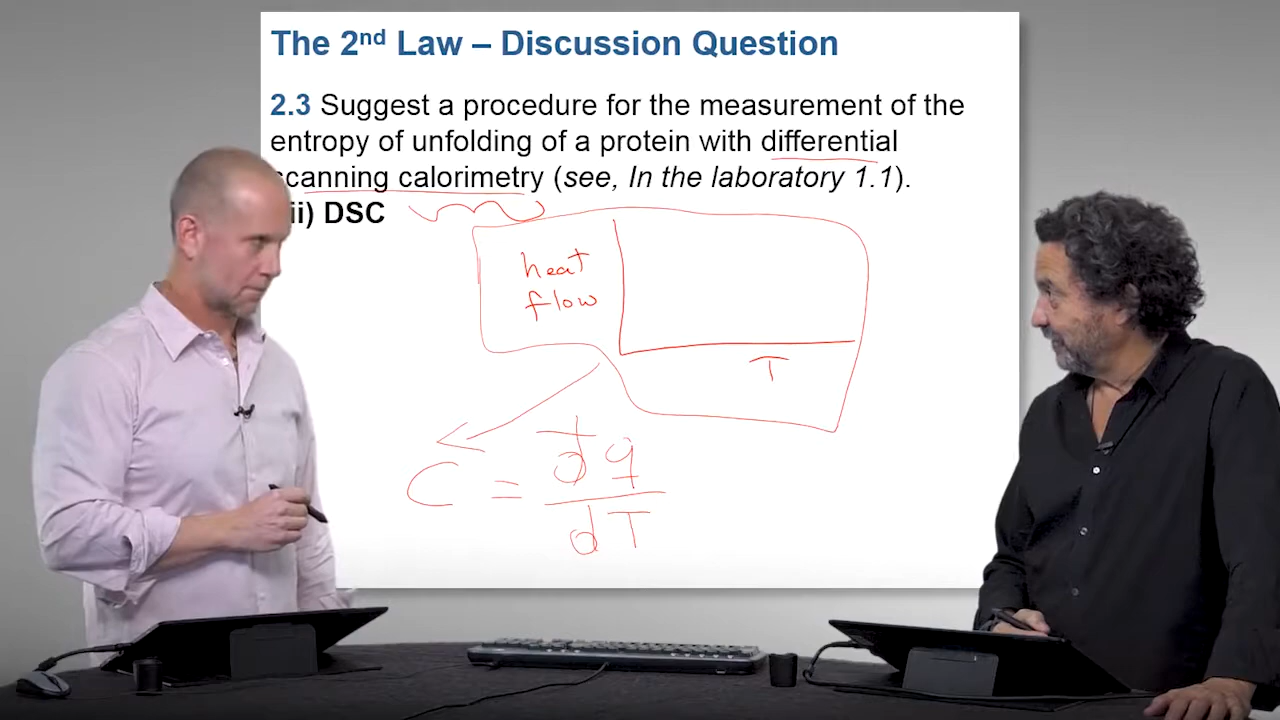 The 2nd Law – Discussion Question
2.3 Suggest a procedure for the measurement of the
entropy of unfolding of a protein with differential
scanning calorimetry (see, In the laboratory 1.1).
ii) DSC
heat
flow
T
C = đq
dT